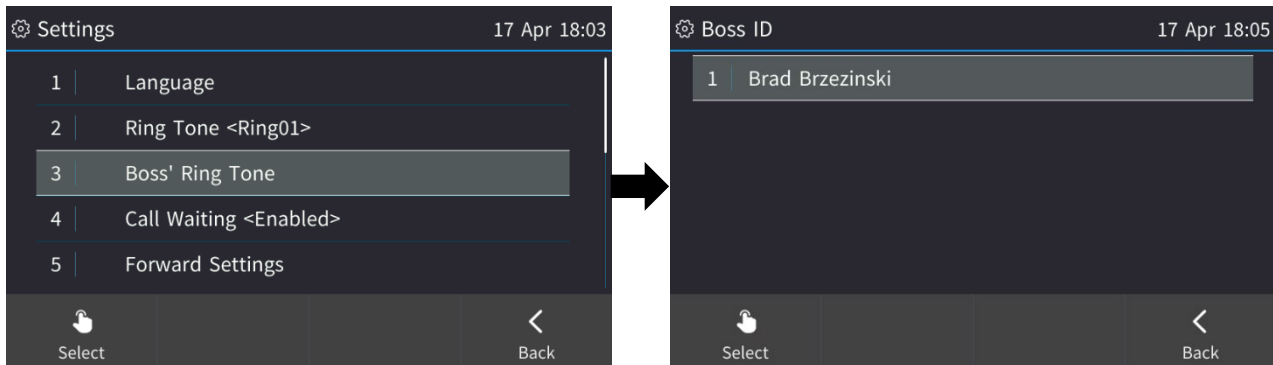 Settings 17 Apr 18:03
1 Language
2 Ring Tone <Ring01>
3 Boss' Ring Tone
4 Call Waiting <Enabled>
5 Forward Settings
Select Back
Boss ID 17 Apr 18:05
1 Brad Brzezinski
Select Back